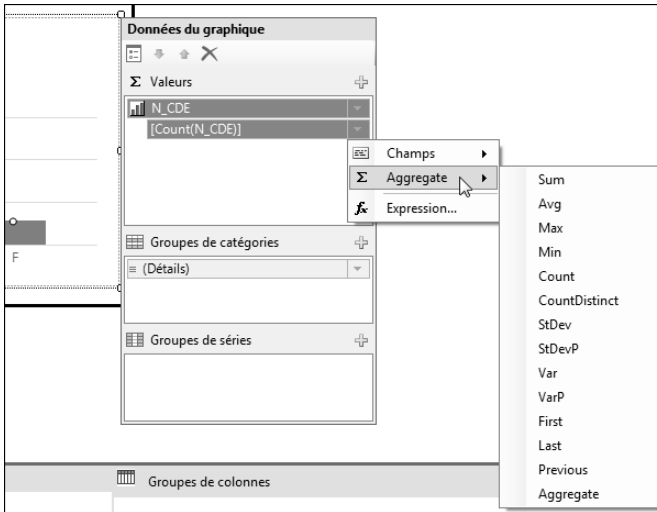 Données du graphique
Σ Valeurs
N_CDE
[Count(N_CDE)]
Champs
Σ Aggregate
fx Expression...
Sum
Avg
Max
Min
Count
CountDistinct
StDev
StDevP
Var
VarP
First
Last
Previous
Aggregate
Groupes de catégories
(Détails)
Groupes de séries
F
Groupes de colonnes